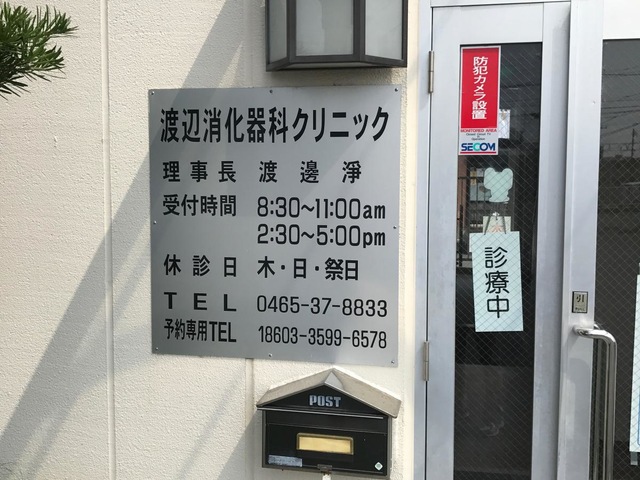 渡辺消化器科クリニック
理事長 渡邊 淨
受付時間 8:30~11:00am
2:30~5:00pm
休診日 木・日・祭日
TEL 0465-37-8833
予約専用TEL 18603-3599-6578
POST
防犯カメラ設置
MONITORED AREA
SECOM
診療中
引